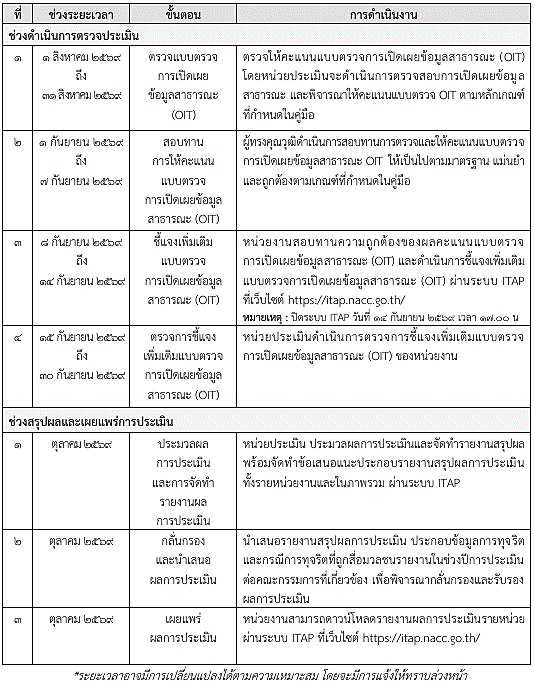 ที่ ช่วงระยะเวลา ขั้นตอน การดำเนินงาน
ช่วงดำเนินการตรวจประเมิน
๑ ๑ สิงหาคม ๒๕๖๙ ตรวจแบบตรวจ ตรวจให้คะแนนแบบตรวจการเปิดเผยข้อมูลสาธารณะ (OIT)
ถึง การเปิดเผย โดยหน่วยประเมินจะดำเนินการตรวจสอบการเปิดเผยข้อมูล
๓๑ สิงหาคม ๒๕๖๙ ข้อมูลสาธารณะ สาธารณะ และพิจารณาให้คะแนนแบบตรวจ OIT ตามหลักเกณฑ์
(OIT) ที่กำหนดในคู่มือ
๒ ๑ กันยายน ๒๕๖๙ สอบทาน ผู้ทรงคุณวุฒิดำเนินการสอบทานการตรวจและให้คะแนนแบบตรวจ
ถึง การให้คะแนน การเปิดเผยข้อมูลสาธารณะ OIT ให้เป็นไปตามมาตรฐาน แม่นยำ
๗ กันยายน ๒๕๖๙ แบบตรวจ และถูกต้องตามเกณฑ์ที่กำหนดในคู่มือ
การเปิดเผยข้อมูล
สาธารณะ (OIT)
๓ ๘ กันยายน ๒๕๖๙ ชี้แจงเพิ่มเติม หน่วยงานสอบทานความถูกต้องของผลคะแนนแบบตรวจ
ถึง แบบตรวจ การเปิดเผยข้อมูลสาธารณะ (OIT) และดำเนินการชี้แจงเพิ่มเติม
๑๔ กันยายน ๒๕๖๙ การเปิดเผยข้อมูล แบบตรวจการเปิดเผยข้อมูลสาธารณะ (OIT) ผ่านระบบ ITAP
สาธารณะ (OIT) ที่เว็บไซต์ https://itap.nacc.go.th/
หมายเหตุ : ปิดระบบ ITAP วันที่ ๑๔ กันยายน ๒๕๖๙ เวลา ๑๗.๐๐ น
๔ ๑๕ กันยายน ๒๕๖๙ ตรวจการชี้แจง หน่วยประเมินดำเนินการตรวจการชี้แจงเพิ่มเติมแบบตรวจ
ถึง เพิ่มเติมแบบตรวจ การเปิดเผยข้อมูลสาธารณะ (OIT) ของหน่วยงาน
๓๐ กันยายน ๒๕๖๙ การเปิดเผยข้อมูล
สาธารณะ (OIT)
ช่วงสรุปผลและเผยแพร่การประเมิน
๑ ตุลาคม ๒๕๖๙ ประมวลผล หน่วยประเมิน ประมวลผลการประเมินและจัดทำรายงานสรุปผล
การประเมิน พร้อมจัดทำข้อเสนอแนะประกอบรายงานสรุปผลการประเมิน
และการจัดทำ ทั้งรายหน่วยงานและในภาพรวม ผ่านระบบ ITAP
รายงานผล
การประเมิน
๒ ตุลาคม ๒๕๖๙ กลั่นกรอง นำเสนอรายงานสรุปผลการประเมิน ประกอบข้อมูลการทุจริต
และนำเสนอ และกรณีการทุจริตที่ถูกสื่อมวลชนรายงานในช่วงปีการประเมิน
ผลการประเมิน ต่อคณะกรรมการที่เกี่ยวข้อง เพื่อพิจารณากลั่นกรองและรับรอง
ผลการประเมิน
๓ ตุลาคม ๒๕๖๙ เผยแพร่ หน่วยงานสามารถดาวน์โหลดรายงานผลการประเมินรายหน่วย
ผลการประเมิน ผ่านระบบ ITAP ที่เว็บไซต์ https://itap.nacc.go.th/
*ระยะเวลาอาจมีการเปลี่ยนแปลงได้ตามความเหมาะสม โดยจะมีการแจ้งให้ทราบล่วงหน้า